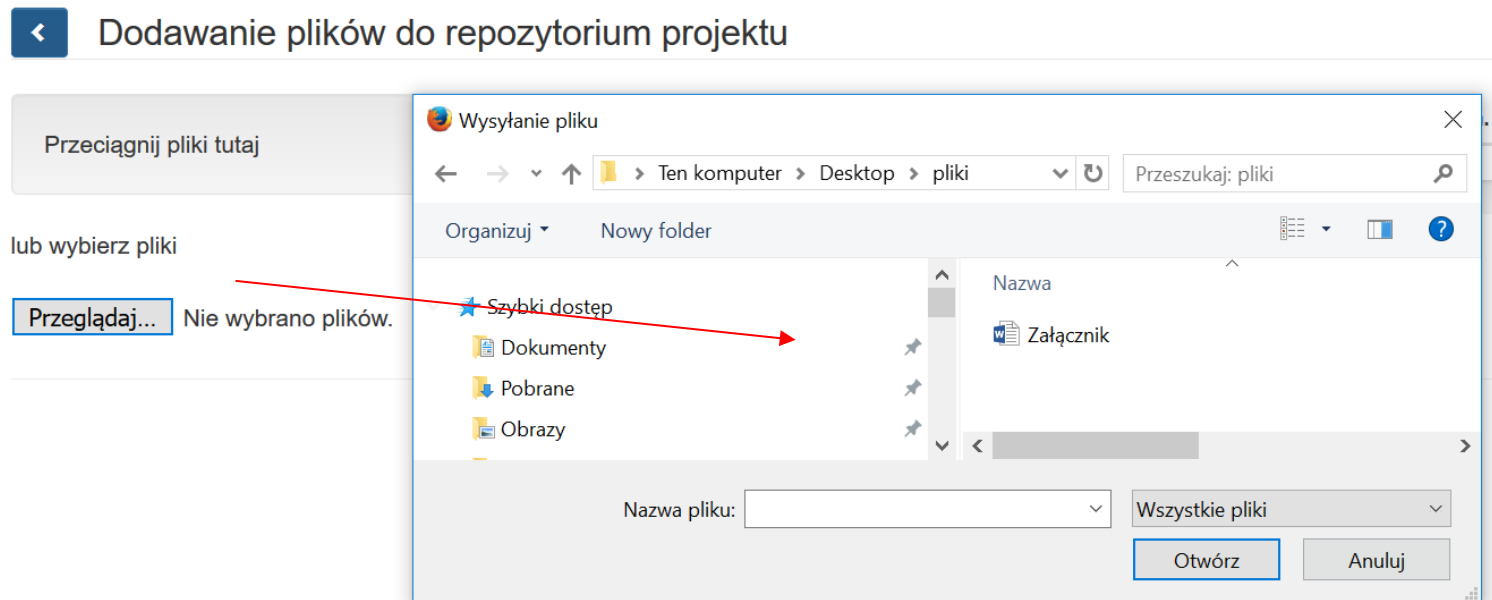 Dodawanie plików do repozytorium projektu
Przeciągnij pliki tutaj
lub wybierz pliki
Przeglądaj... Nie wybrano plików.
Wysyłanie pliku
Ten komputer > Desktop > pliki
Przeszukaj: pliki
Organizuj Nowy folder
Szybki dostęp
Dokumenty
Pobrane
Obrazy
Nazwa
Załącznik
Nazwa pliku:
Wszystkie pliki
Otwórz Anuluj